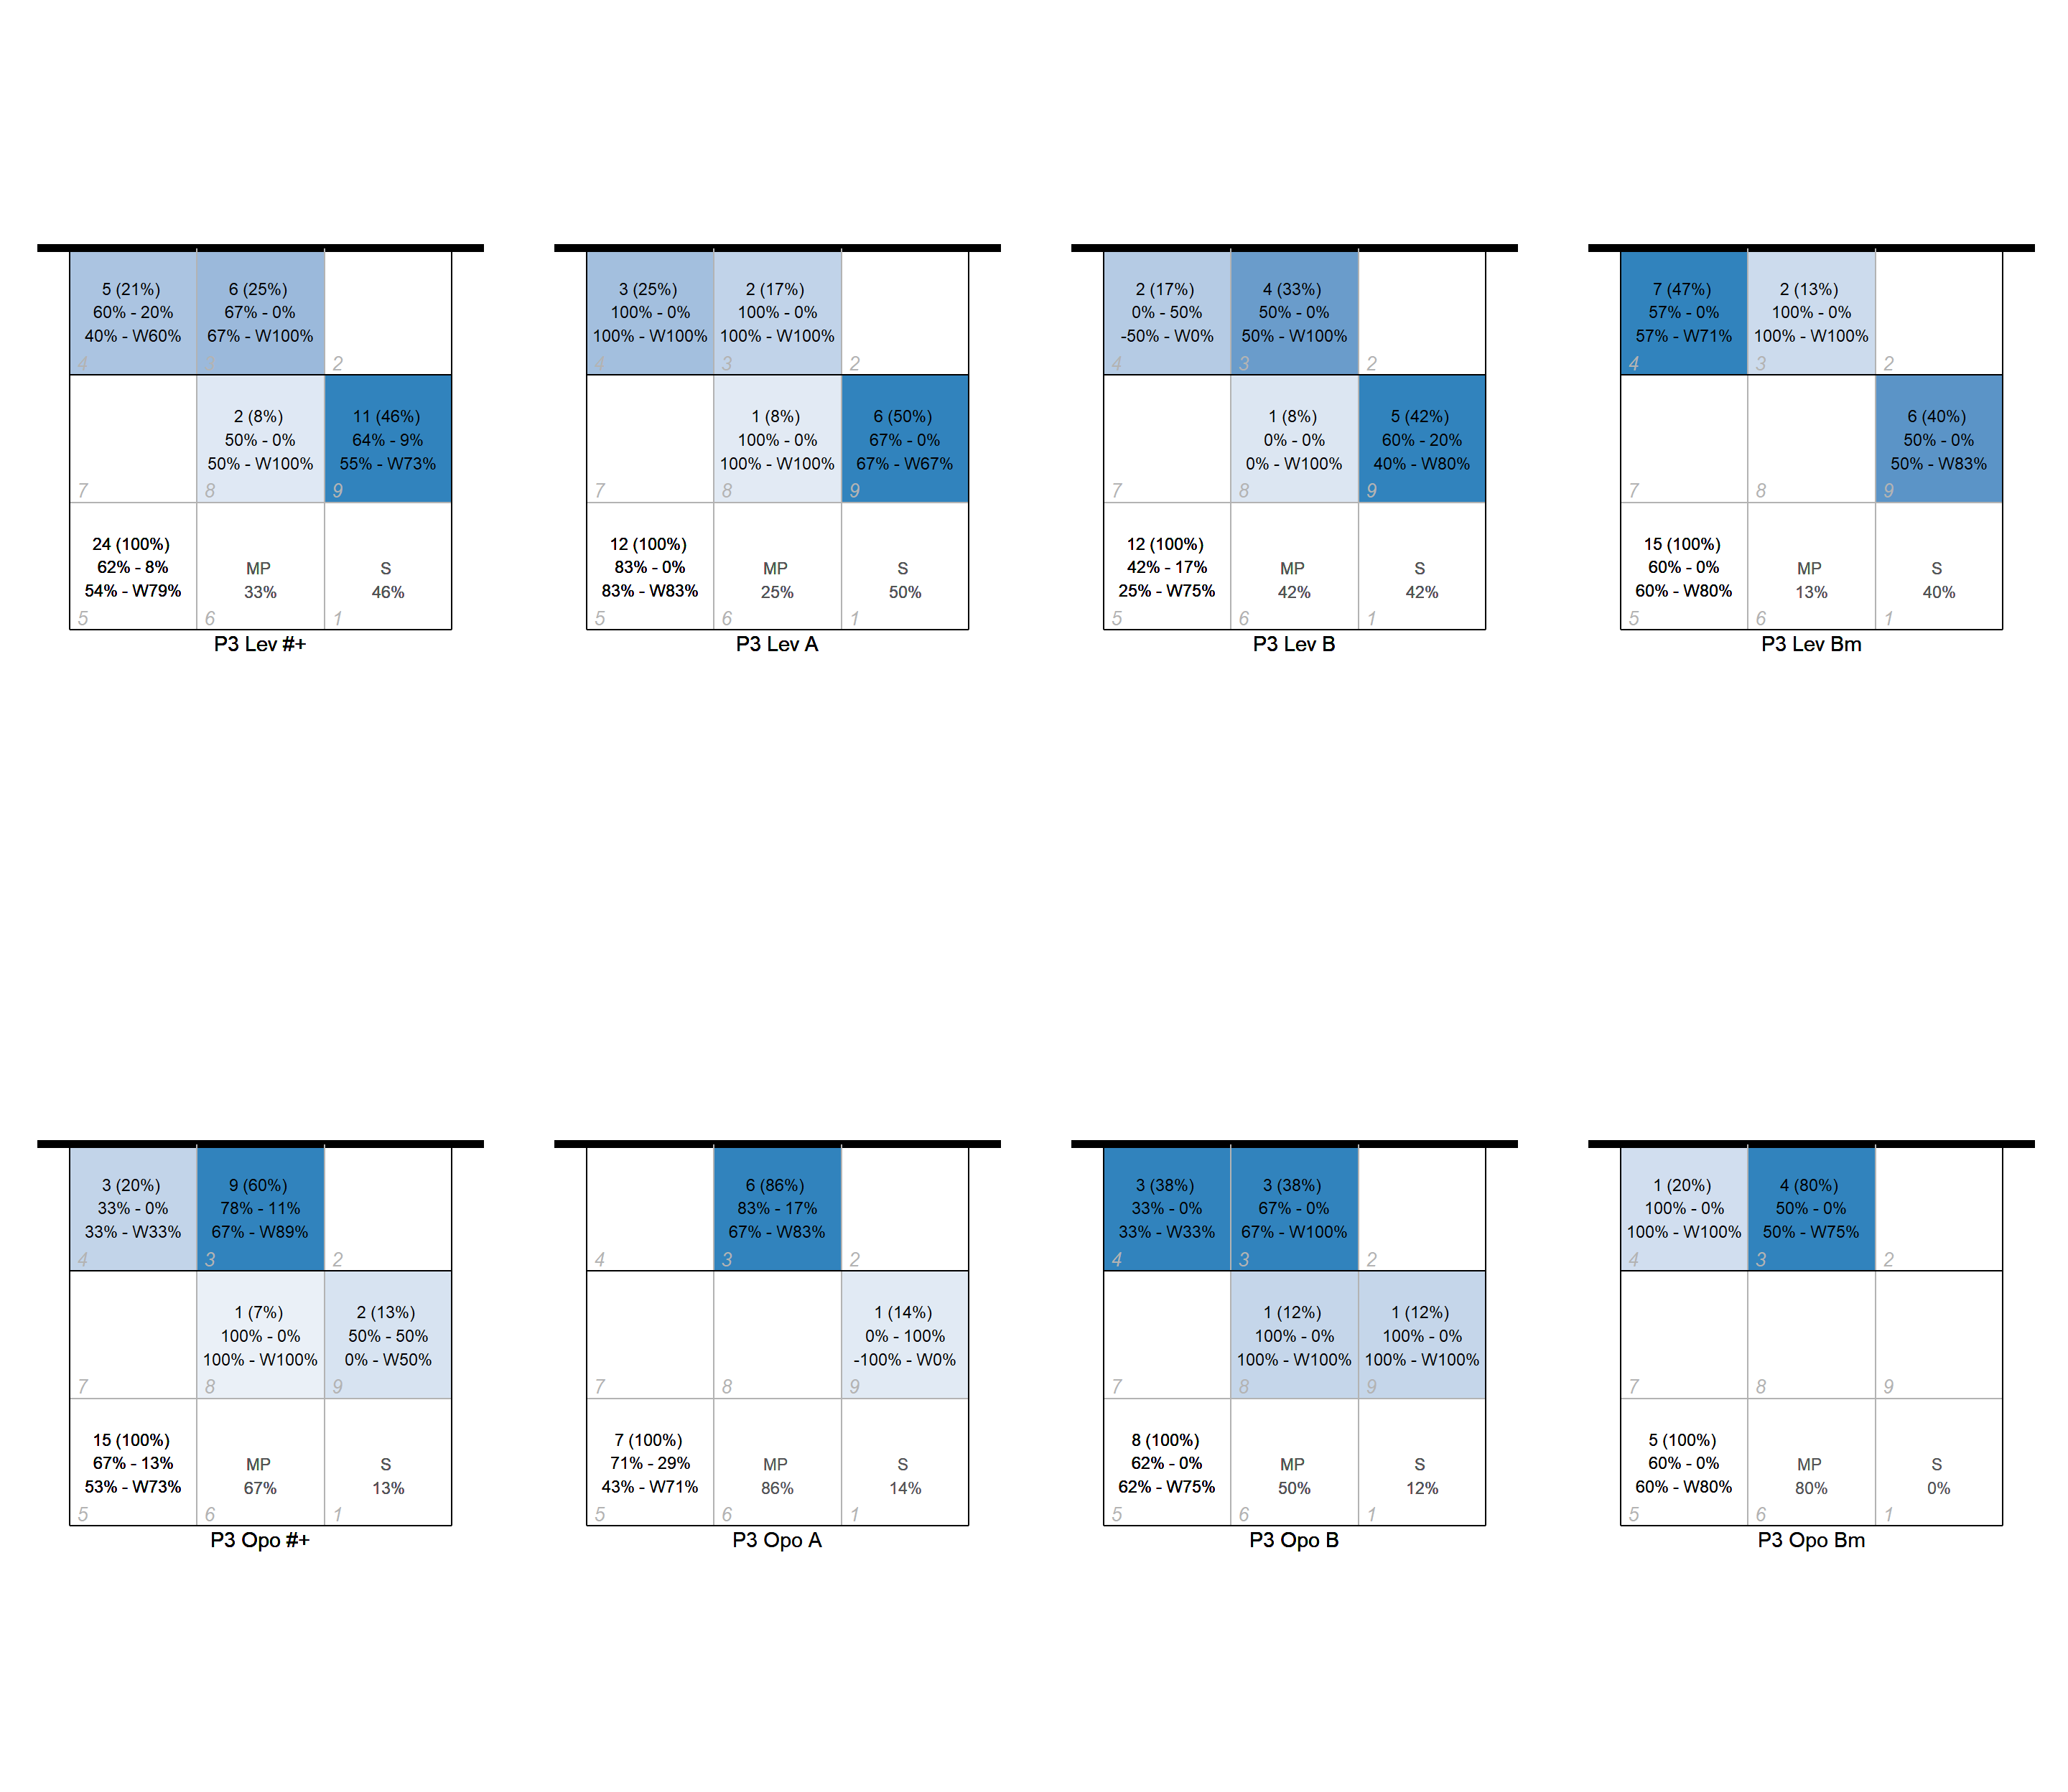 5 (21%)
60% - 20%
40% - W60%
4
6 (25%)
67% - 0%
67% - W100%
2
7
2 (8%)
50% - 0%
50% - W100%
8
11 (46%)
64% - 9%
55% - W73%
9
24 (100%)
62% - 8%
54% - W79%
5
MP
33%
6
S
46%
1
P3 Lev #+
3 (25%)
100% - 0%
100% - W100%
4
2 (17%)
100% - 0%
100% - W100%
3
2
7
1 (8%)
100% - 0%
100% - W100%
8
6 (50%)
67% - 0%
67% - W67%
9
12 (100%)
83% - 0%
83% - W83%
5
MP
25%
6
S
50%
1
P3 Lev A
2 (17%)
0% - 50%
-50% - W0%
4
4 (33%)
50% - 0%
50% - W100%
3
2
7
1 (8%)
0% - 0%
0% - W100%
8
5 (42%)
60% - 20%
40% - W80%
9
12 (100%)
42% - 17%
25% - W75%
5
MP
42%
6
S
42%
1
P3 Lev B
7 (47%)
57% - 0%
57% - W71%
4
2 (13%)
100% - 0%
100% - W100%
3
2
7
8
6 (40%)
50% - 0%
50% - W83%
9
15 (100%)
60% - 0%
60% - W80%
5
MP
13%
6
S
40%
1
P3 Lev Bm
3 (20%)
33% - 0%
33% - W33%
4
9 (60%)
78% - 11%
67% - W89%
3
2
7
1 (7%)
100% - 0%
100% - W100%
8
2 (13%)
50% - 50%
0% - W50%
9
15 (100%)
67% - 13%
53% - W73%
5
MP
67%
6
S
13%
1
P3 Opo #+
4
6 (86%)
83% - 17%
67% - W83%
3
2
7
8
1 (14%)
0% - 100%
-100% - W0%
9
7 (100%)
71% - 29%
43% - W71%
5
MP
86%
6
S
14%
1
P3 Opo A
3 (38%)
33% - 0%
33% - W33%
4
3 (38%)
67% - 0%
67% - W100%
3
2
7
1 (12%)
100% - 0%
100% - W100%
8
1 (12%)
100% - 0%
100% - W100%
9
8 (100%)
62% - 0%
62% - W75%
5
MP
50%
6
S
12%
1
P3 Opo B
1 (20%)
100% - 0%
100% - W100%
4
4 (80%)
50% - 0%
50% - W75%
3
2
7
8
9
5 (100%)
60% - 0%
60% - W80%
5
MP
80%
6
S
0%
1
P3 Opo Bm